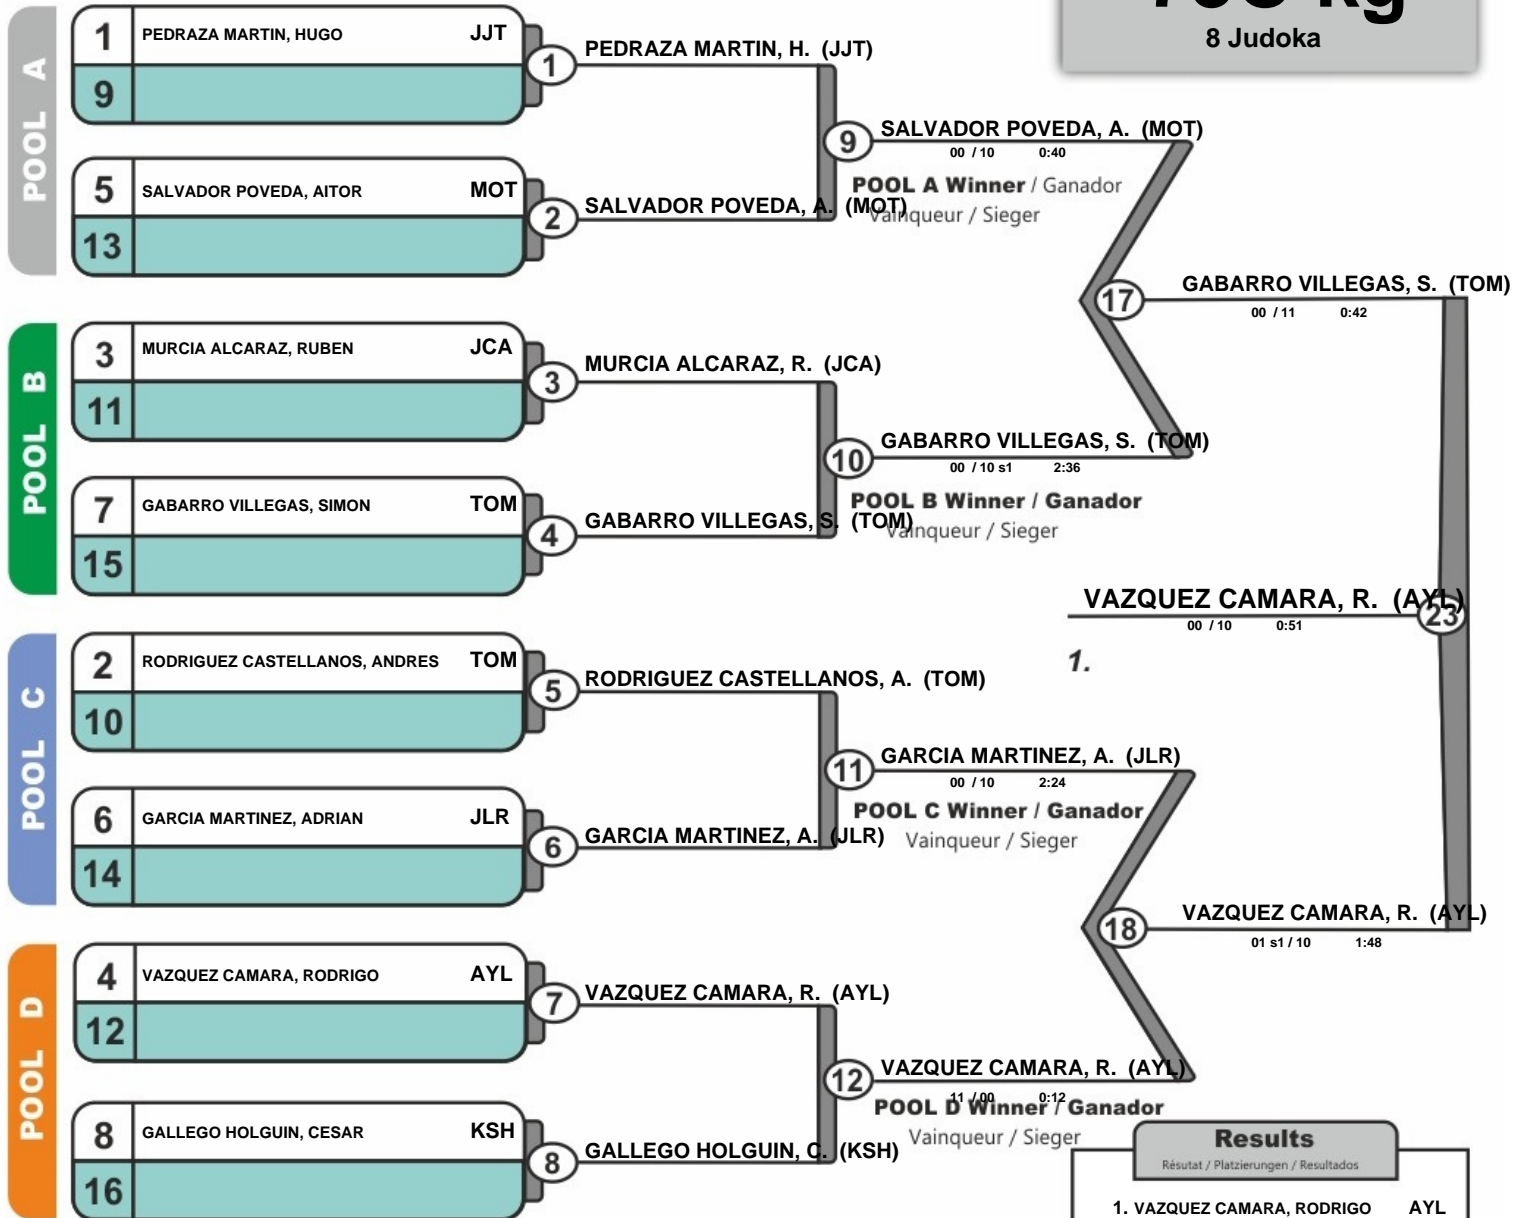 8 Judoka
POOL A
1 PEDRAZA MARTIN, HUGO JJT
9
5 SALVADOR POVEDA, AITOR MOT
13
POOL B
3 MURCIA ALCARAZ, RUBEN JCA
11
7 GABARRO VILLEGAS, SIMON TOM
15
POOL C
2 RODRIGUEZ CASTELLANOS, ANDRES TOM
10
6 GARCIA MARTINEZ, ADRIAN JLR
14
POOL D
4 VAZQUEZ CAMARA, RODRIGO AYL
12
8 GALLEGO HOLGUIN, CESAR KSH
16
1 PEDRAZA MARTIN, H. (JJT)
2 SALVADOR POVEDA, A. (MOT)
3 MURCIA ALCARAZ, R. (JCA)
4 GABARRO VILLEGAS, S. (TOM)
5 RODRIGUEZ CASTELLANOS, A. (TOM)
6 GARCIA MARTINEZ, A. (JLR)
7 VAZQUEZ CAMARA, R. (AYL)
8 GALLEGO HOLGUIN, C. (KSH)
9 SALVADOR POVEDA, A. (MOT)
00 / 10 0:40
POOL A Winner / Ganador
Vainqueur / Sieger
10 GABARRO VILLEGAS, S. (TOM)
00 / 10 s1 2:36
POOL B Winner / Ganador
Vainqueur / Sieger
11 GARCIA MARTINEZ, A. (JLR)
00 / 10 2:24
POOL C Winner / Ganador
Vainqueur / Sieger
12 VAZQUEZ CAMARA, R. (AYL)
11 / 00 0:12
POOL D Winner / Ganador
Vainqueur / Sieger
17 GABARRO VILLEGAS, S. (TOM)
00 / 11 0:42
18 VAZQUEZ CAMARA, R. (AYL)
01 s1 / 10 1:48
VAZQUEZ CAMARA, R. (AYL) 23
00 / 10 0:51
1.
Results
Résutat / Platzierungen / Resultados
1. VAZQUEZ CAMARA, RODRIGO AYL